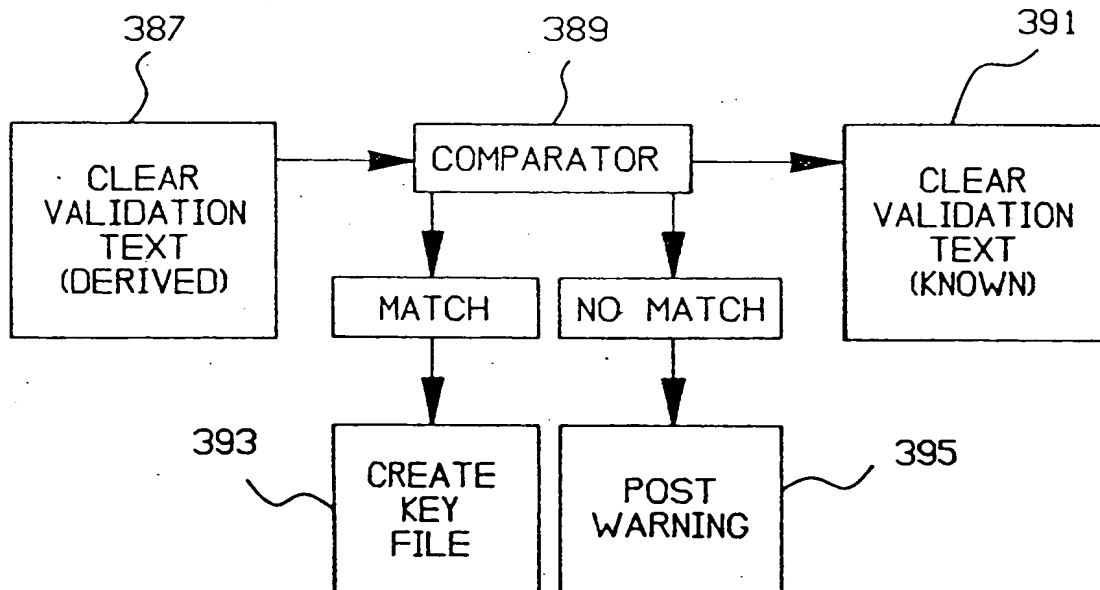 387
389
391
CLEAR
VALIDATION
TEXT
(DERIVED)
COMPARATOR
CLEAR
VALIDATION
TEXT
(KNOWN)
MATCH
NO MATCH
393
CREATE
KEY
FILE
POST
WARNING
395